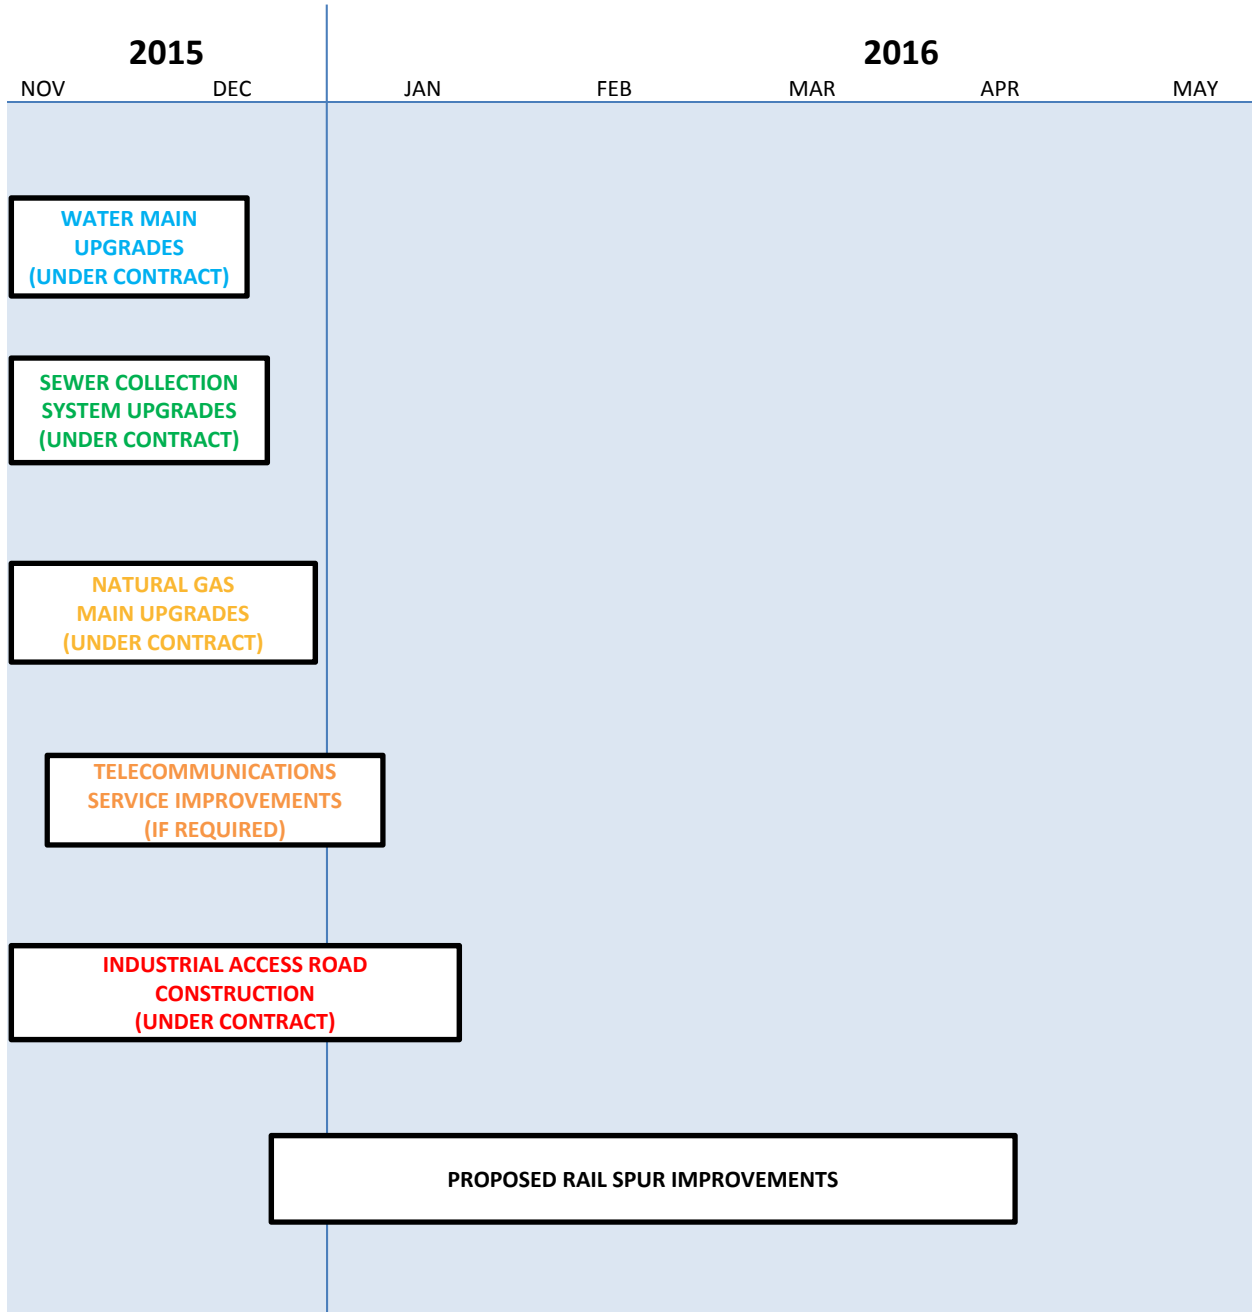 2015
2016
NOV DEC JAN FEB MAR APR MAY
WATER MAIN
UPGRADES
(UNDER CONTRACT)
SEWER COLLECTION
SYSTEM UPGRADES
(UNDER CONTRACT)
NATURAL GAS
MAIN UPGRADES
(UNDER CONTRACT)
TELECOMMUNICATIONS
SERVICE IMPROVEMENTS
(IF REQUIRED)
INDUSTRIAL ACCESS ROAD
CONSTRUCTION
(UNDER CONTRACT)
PROPOSED RAIL SPUR IMPROVEMENTS